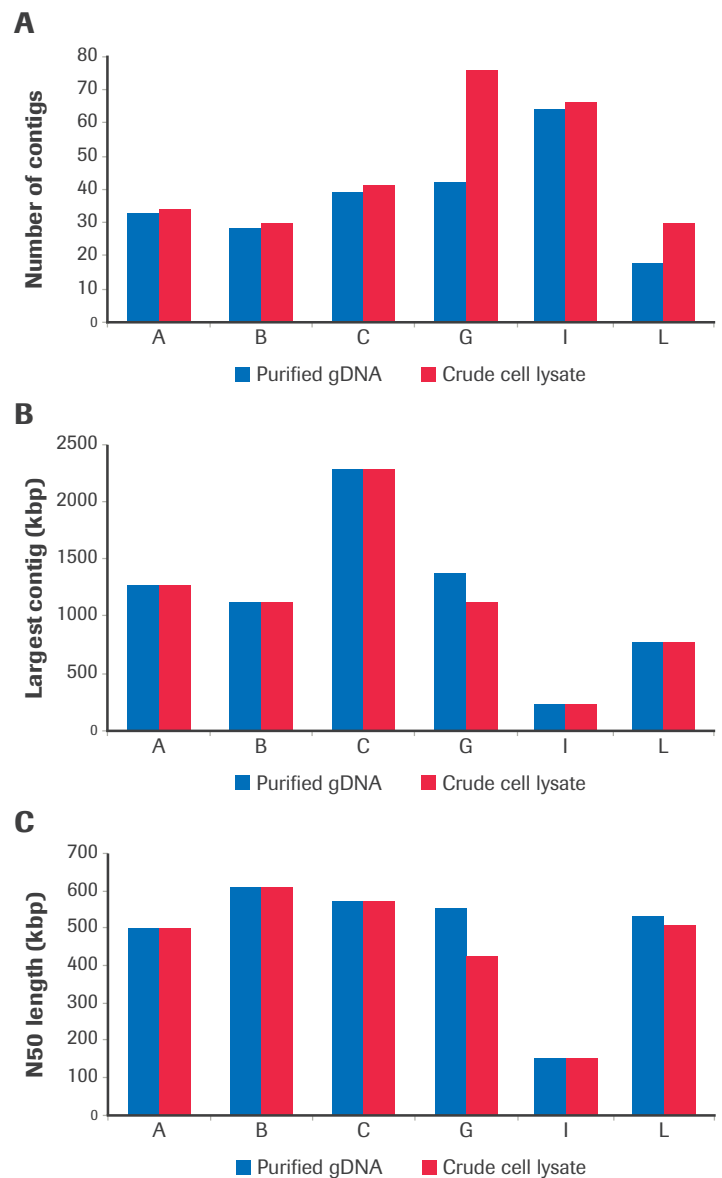 A
Number of contigs
80
70
60
50
40
30
20
10
0
A B C G I L
Purified gDNA Crude cell lysate
B
Largest contig (kbp)
2500
2000
1500
1000
500
0
A B C G I L
Purified gDNA Crude cell lysate
C
N50 length (kbp)
700
600
500
400
300
200
100
0
A B C G I L
Purified gDNA Crude cell lysate